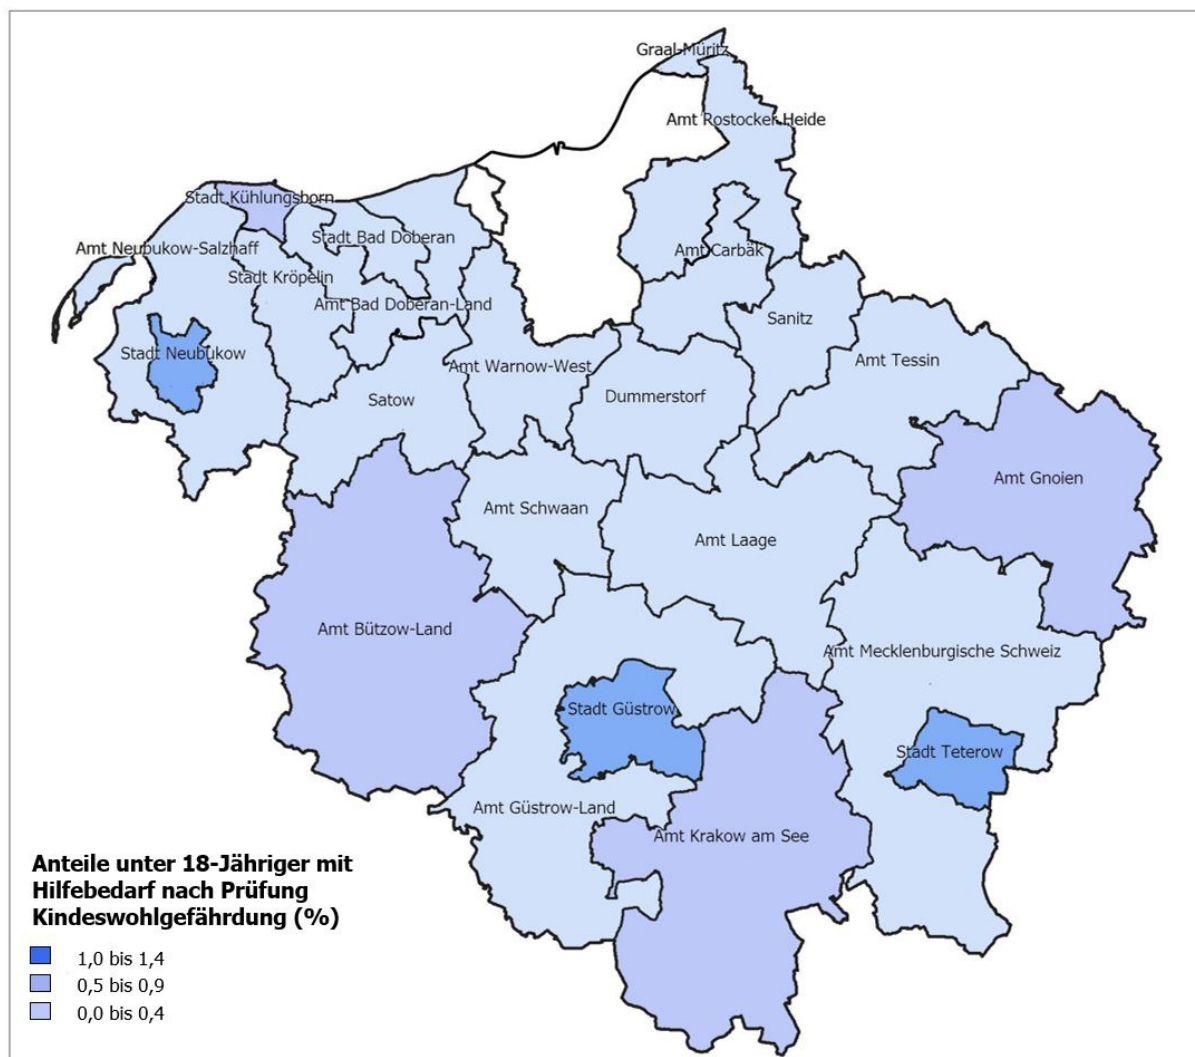 Graal-Müritz
Amt Rostocker Heide
Stadt Kühlungsborn
Stadt Bad Doberan
Amt Neubukow-Salzhaff
Amt Carbäk
Stadt Kröpelin
Amt Bad Doberan-Land
Sanitz
Stadt Neubukow
Amt Tessin
Amt Warnow-West
Satow
Dummerstorf
Amt Gnoien
Amt Schwaan
Amt Laage
Amt Bützow-Land
Amt Mecklenburgische Schweiz
Stadt Güstrow
Stadt Teterow
Amt Güstrow-Land
Amt Krakow am See
Anteile unter 18-Jähriger mit
Hilfebedarf nach Prüfung
Kindeswohlgefährdung (%)
1,0 bis 1,4
0,5 bis 0,9
0,0 bis 0,4